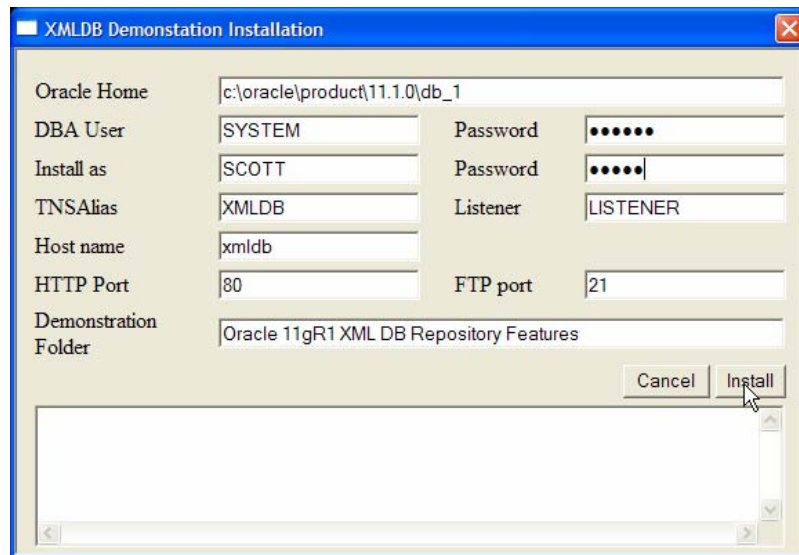 XMLDB Demonstation Installation
Oracle Home c:\oracle\product\11.1.0\db_1
DBA User SYSTEM Password ••••••
Install as SCOTT Password •••••
TNSAlias XMLDB Listener LISTENER
Host name xmldb
HTTP Port 80 FTP port 21
Demonstration Folder Oracle 11gR1 XML DB Repository Features
Cancel Install